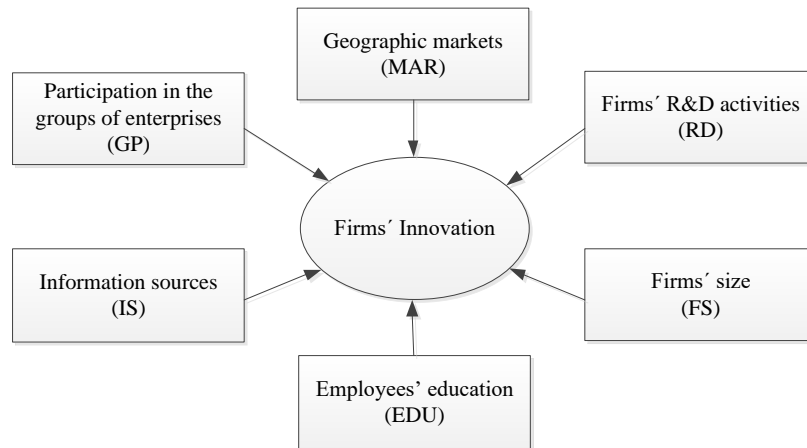 Geographic markets
(MAR)
Participation in the
groups of enterprises
(GP)
Firms´ R&D activities
(RD)
Firms´ Innovation
Information sources
(IS)
Firms´ size
(FS)
Employees’ education
(EDU)